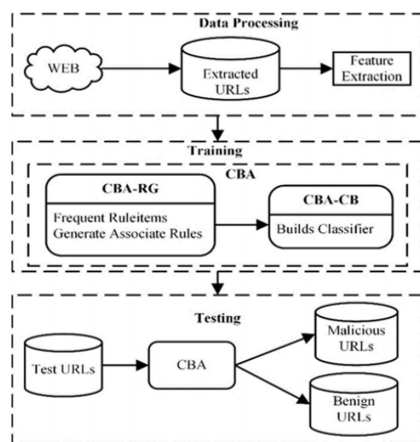 Data Processing
WEB
Extracted
URLs
Feature
Extraction
Training
CBA
CBA-RG
Frequent Ruleitems
Generate Associate Rules
CBA-CB
Builds Classifier
Testing
Test URLs
CBA
Malicious
URLs
Benign
URLs